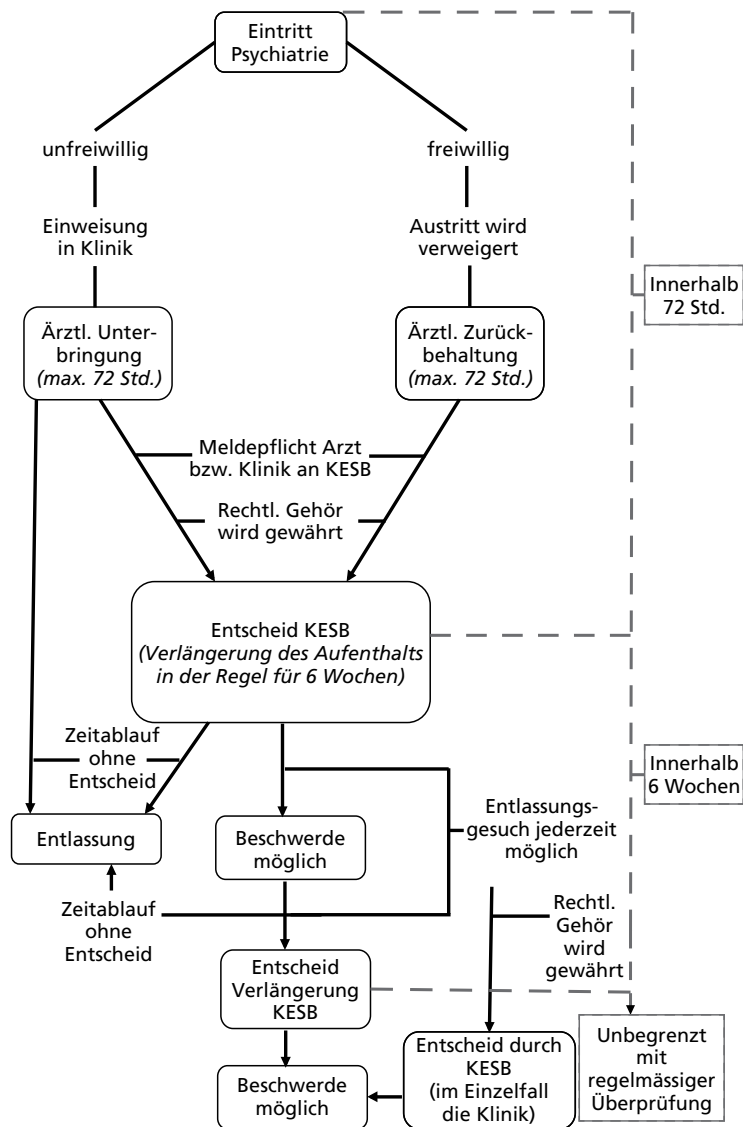 Eintritt
Psychiatrie
unfreiwillig
freiwillig
Einweisung
in Klinik
Austritt wird
verweigert
Innerhalb
72 Std.
Ärztl. Unter-
bringung
(max. 72 Std.)
Ärztl. Zurück-
behaltung
(max. 72 Std.)
Meldepflicht Arzt
bzw. Klinik an KESB
Rechtl. Gehör
wird gewährt
Entscheid KESB
(Verlängerung des Aufenthalts
in der Regel für 6 Wochen)
Zeitablauf
ohne
Entscheid
Innerhalb
6 Wochen
Entlassung
Beschwerde
möglich
Entlassungs-
gesuch jederzeit
möglich
Zeitablauf
ohne
Entscheid
Rechtl.
Gehör
wird
gewährt
Entscheid
Verlängerung
KESB
Entscheid durch
KESB
(im Einzelfall
die Klinik)
Unbegrenzt
mit
regelmässiger
Überprüfung
Beschwerde
möglich